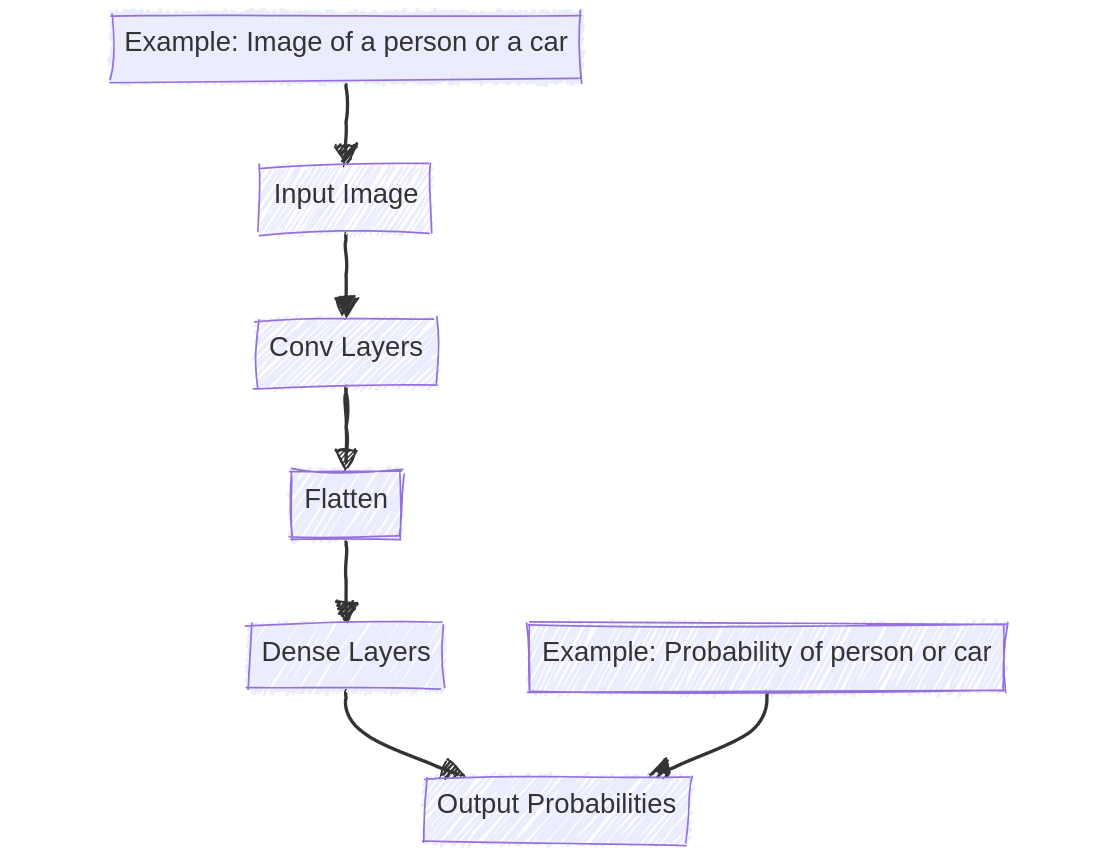 Example: Image of a person or a car
Input Image
Conv Layers
Flatten
Dense Layers
Example: Probability of person or car
Output Probabilities